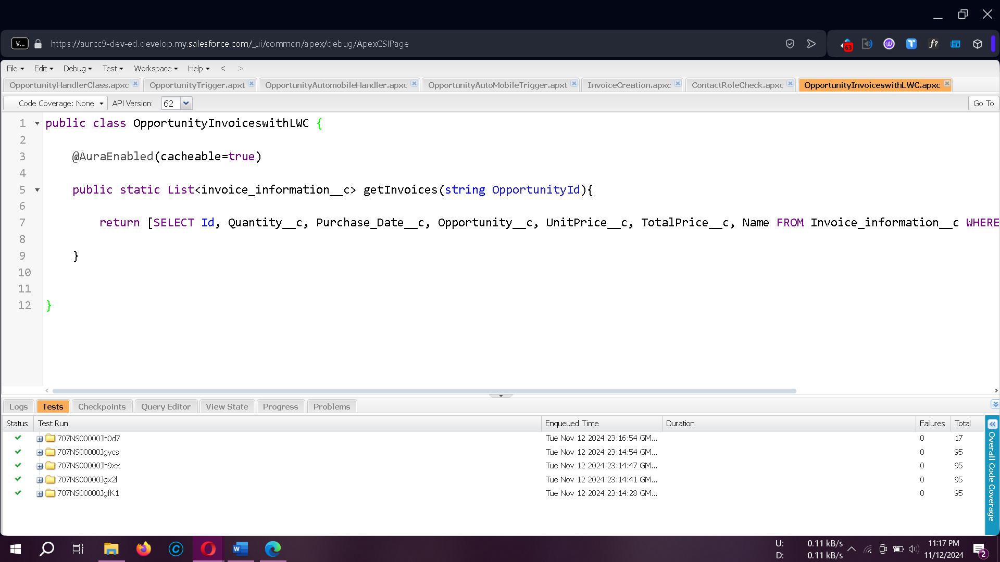 V...
https://aurcc9-dev-ed.develop.my.salesforce.com/_ui/common/apex/debug/ApexCSIPage
63
f?
File Edit Debug Test Workspace Help < >
OpportunityHandlerClass.apxc OpportunityTrigger.apxt OpportunityAutomobileHandler.apxc OpportunityAutoMobileTrigger.apxt InvoiceCreation.apxc ContactRoleCheck.apxc OpportunityInvoiceswithLWC.apxc
Code Coverage: None API Version: 62 Go To
1 public class OpportunityInvoiceswithLWC {
2
3 @AuraEnabled(cacheable=true)
4
5 public static List<invoice_information__c> getInvoices(string OpportunityId){
6
7 return [SELECT Id, Quantity__c, Purchase_Date__c, Opportunity__c, UnitPrice__c, TotalPrice__c, Name FROM Invoice_information__c WHERE
8
9 }
10
11
12 }
Logs Tests Checkpoints Query Editor View State Progress Problems
Status Test Run Enqueued Time Duration Failures Total
707NS00000Jh0d7 Tue Nov 12 2024 23:16:54 GM... 0 17
707NS00000Jgycs Tue Nov 12 2024 23:14:54 GM... 0 95
707NS00000Jh9xx Tue Nov 12 2024 23:14:47 GM... 0 95
707NS00000Jgx2l Tue Nov 12 2024 23:14:41 GM... 0 95
707NS00000JgfK1 Tue Nov 12 2024 23:14:28 GM... 0 95
Overall Code Coverage
U: 0.11 kB/s
D: 0.11 kB/s
11:17 PM
11/12/2024
2